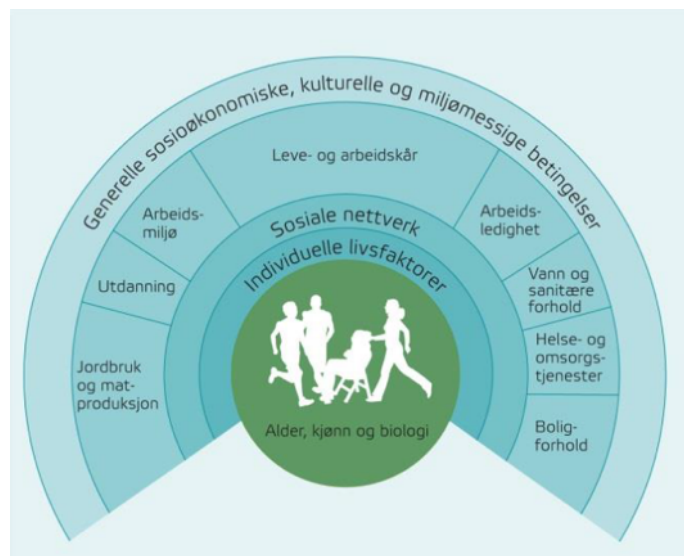 Generelle sosioøkonomiske, kulturelle og miljømessige betingelser
Leve- og arbeidskår
Arbeids-
miljø
Utdanning
Jordbruk
og mat-
produksjon
Arbeids-
ledighet
Vann og
sanitære
forhold
Helse- og
omsorgs-
tjenester
Bolig-
forhold
Sosiale nettverk
Individuelle livsfaktorer
Alder, kjønn og biologi